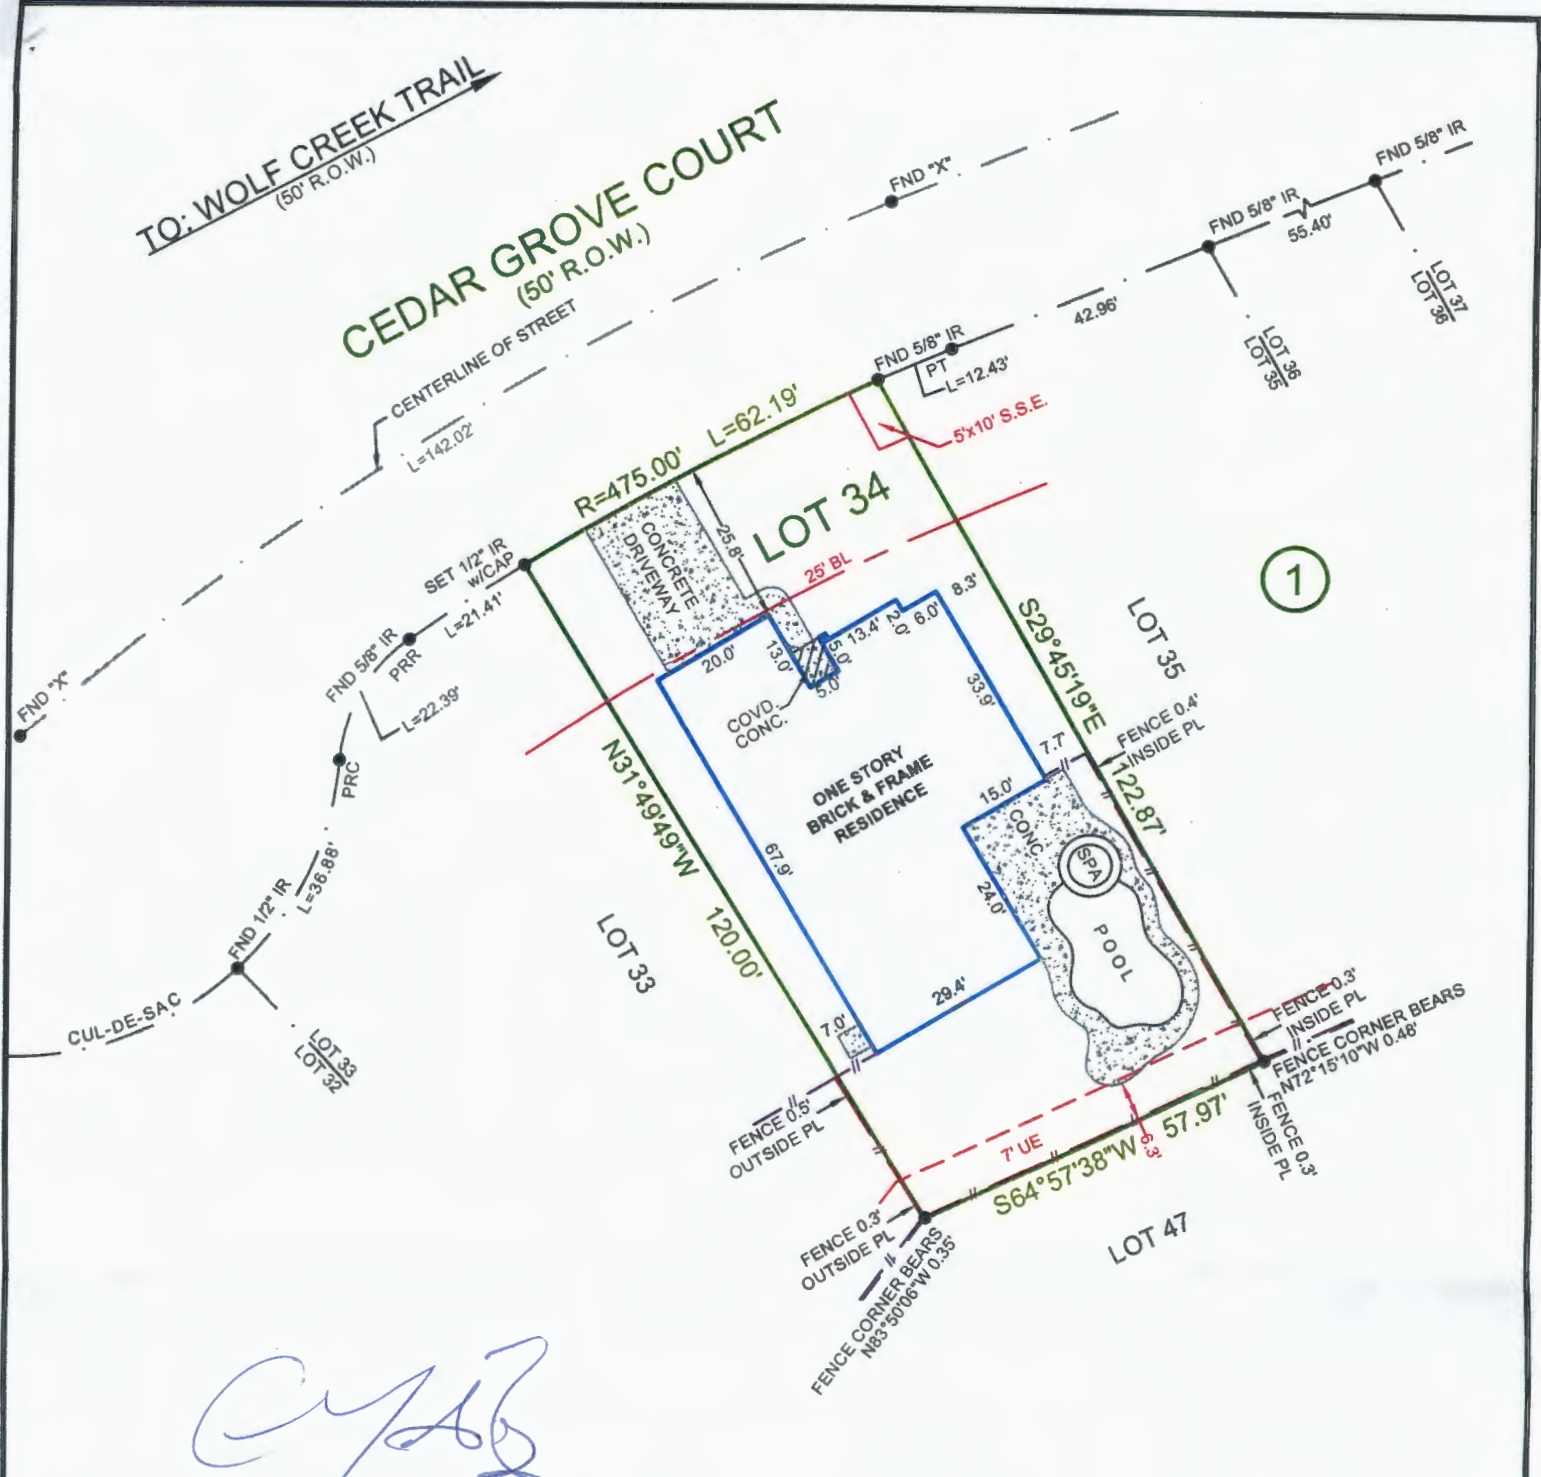 TO: WOLF CREEK TRAIL
(50' R.O.W.)
CEDAR GROVE COURT
(50' R.O.W.)
CENTERLINE OF STREET
L=142.02'
FND "X"
FND "X"
FND 5/8" IR
55.40'
FND 5/8" IR
42.96'
LOT 37
LOT 36
LOT 36
LOT 35
FND 5/8" IR
PT
L=12.43'
5'x10' S.S.E.
R=475.00'
L=62.19'
LOT 34
25' BL
25.8'
CONCRETE
DRIVEWAY
SET 1/2" IR
w/CAP
L=21.41'
FND 5/8" IR
PRR
L=22.39'
PRC
L=36.88'
FND 1/2" IR
CUL-DE-SAC
LOT 33
LOT 32
1
LOT 35
S29°45'19"E
122.87'
20.0'
13.0'
5.0'
5.0'
13.4'
2.0'
6.0'
8.3'
33.9'
COVD.
CONC.
ONE STORY
BRICK & FRAME
RESIDENCE
7.7'
FENCE 0.4'
INSIDE PL
15.0'
CONC.
SPA
POOL
24.0'
67.9'
29.4'
7.0'
N31°49'49"W
120.00'
LOT 33
FENCE 0.5'
OUTSIDE PL
FENCE 0.3'
INSIDE PL
FENCE CORNER BEARS
N72°15'10"W 0.48'
FENCE 0.3'
INSIDE PL
7' UE
6.3'
S64°57'38"W
57.97'
FENCE 0.3'
OUTSIDE PL
FENCE CORNER BEARS
N83°50'06"W 0.35'
LOT 47